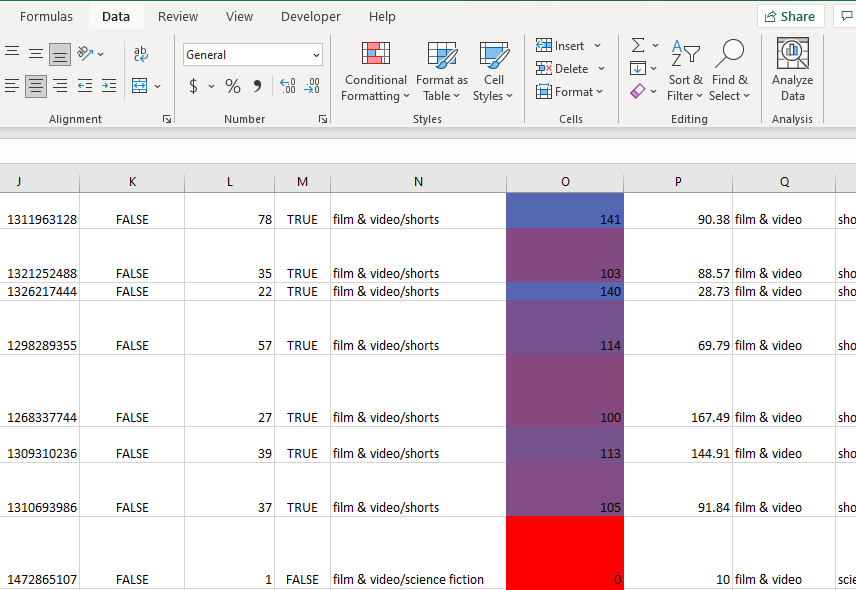 Formulas Data Review View Developer Help Share
ab
c
General
Insert
Delete
Format
$ % 9 .00 .00
Conditional Formatting
Format as Table
Cell Styles
Sort & Filter
Find & Select
Analyze Data
Alignment Number Styles Cells Editing Analysis
J K L M N O P Q
1311963128 FALSE 78 TRUE film & video/shorts 141 90.38 film & video sho
1321252488 FALSE 35 TRUE film & video/shorts 103 88.57 film & video sho
1326217444 FALSE 22 TRUE film & video/shorts 140 28.73 film & video sho
1298289355 FALSE 57 TRUE film & video/shorts 114 69.79 film & video sho
1268337744 FALSE 27 TRUE film & video/shorts 100 167.49 film & video sho
1309310236 FALSE 39 TRUE film & video/shorts 113 144.91 film & video sho
1310693986 FALSE 37 TRUE film & video/shorts 105 91.84 film & video sho
1472865107 FALSE 1 FALSE film & video/science fiction 0 10 film & video scie